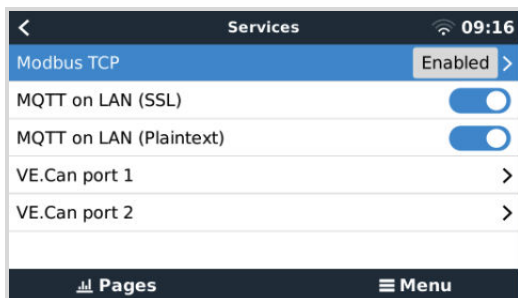 Services 09:16
Modbus TCP Enabled
MQTT on LAN (SSL)
MQTT on LAN (Plaintext)
VE.Can port 1
VE.Can port 2
Pages Menu